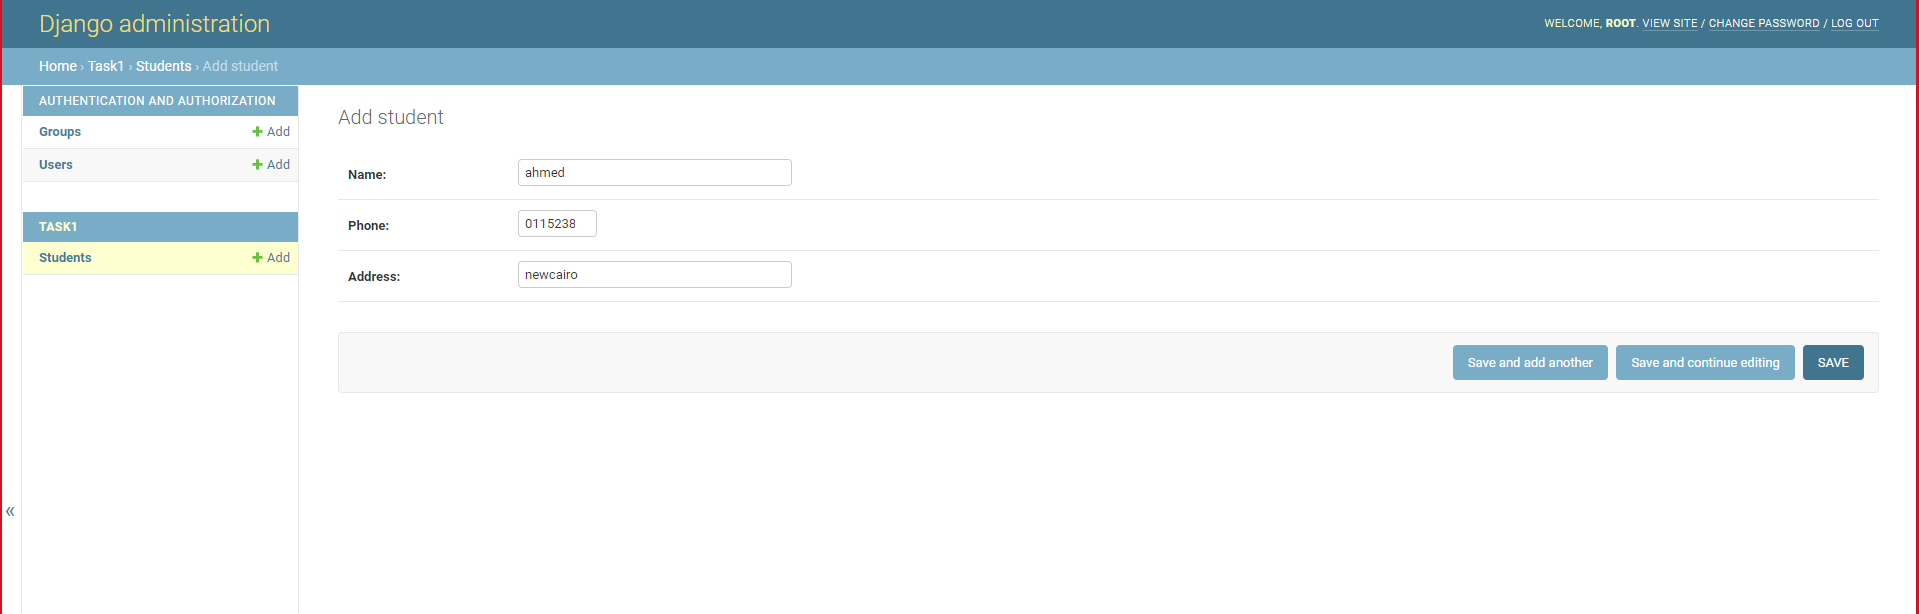 Django administration
WELCOME, ROOT. VIEW SITE / CHANGE PASSWORD / LOG OUT
Home › Task1 › Students › Add student
AUTHENTICATION AND AUTHORIZATION
Groups + Add
Users + Add
TASK1
Students + Add
«
Add student
Name: ahmed
Phone: 0115238
Address: newcairo
Save and add another Save and continue editing SAVE